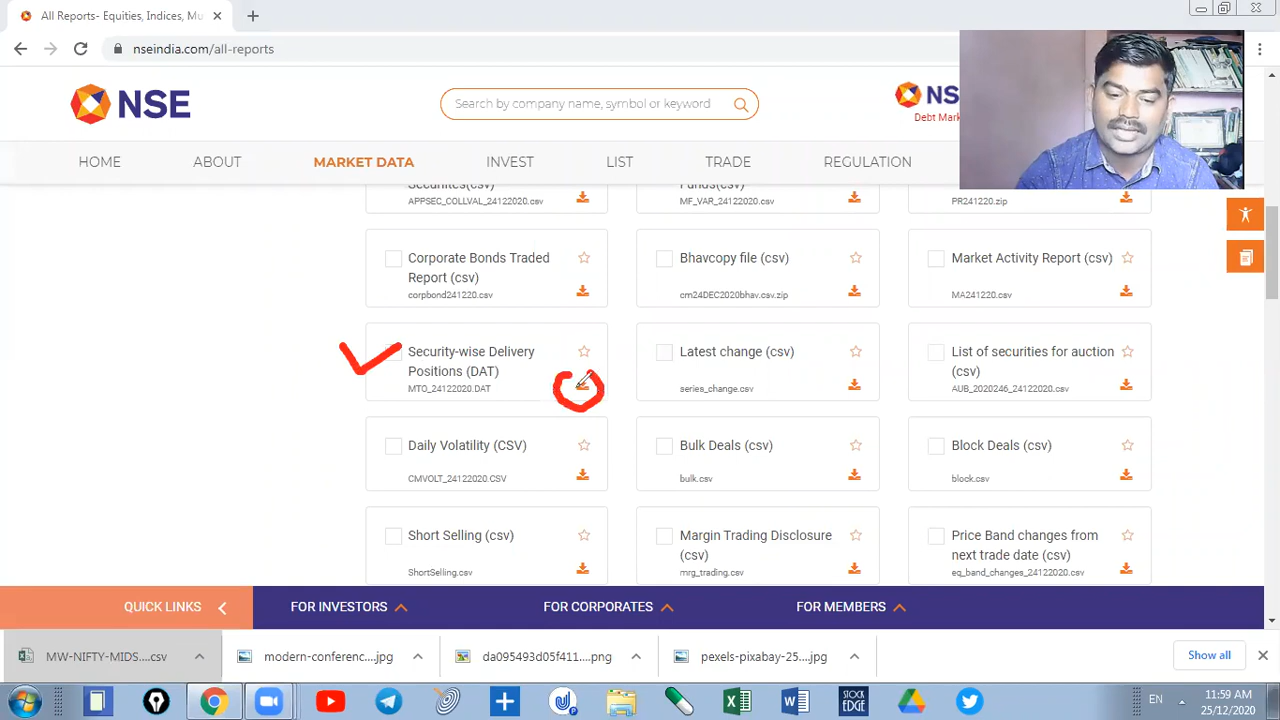 All Reports- Equities, Indices, Mu
nseindia.com/all-reports
NSE
Search by company name, symbol or keyword
NS
Debt Mark
HOME
ABOUT
MARKET DATA
INVEST
LIST
TRADE
REGULATION
Securites(csv)
APPSEC_COLLVAL_24122020.csv
Funds(csv)
MF_VAR_24122020.csv
PR241220.zip
Corporate Bonds Traded
Report (csv)
corpbond241220.csv
Bhavcopy file (csv)
cm24DEC2020bhav.csv.zip
Market Activity Report (csv)
MA241220.csv
Security-wise Delivery
Positions (DAT)
MTO_24122020.DAT
Latest change (csv)
series_change.csv
List of securities for auction
(csv)
AUB_2020246_24122020.csv
Daily Volatility (CSV)
CMVOLT_24122020.CSV
Bulk Deals (csv)
bulk.csv
Block Deals (csv)
block.csv
Short Selling (csv)
ShortSelling.csv
Margin Trading Disclosure
(csv)
mrg_trading.csv
Price Band changes from
next trade date (csv)
eq_band_changes_24122020.csv
QUICK LINKS
FOR INVESTORS
FOR CORPORATES
FOR MEMBERS
MW-NIFTY-MIDS....csv
modern-conferenc....jpg
da095493d05f411....png
pexels-pixabay-25....jpg
Show all
STOCK
EDGE
EN
11:59 AM
25/12/2020